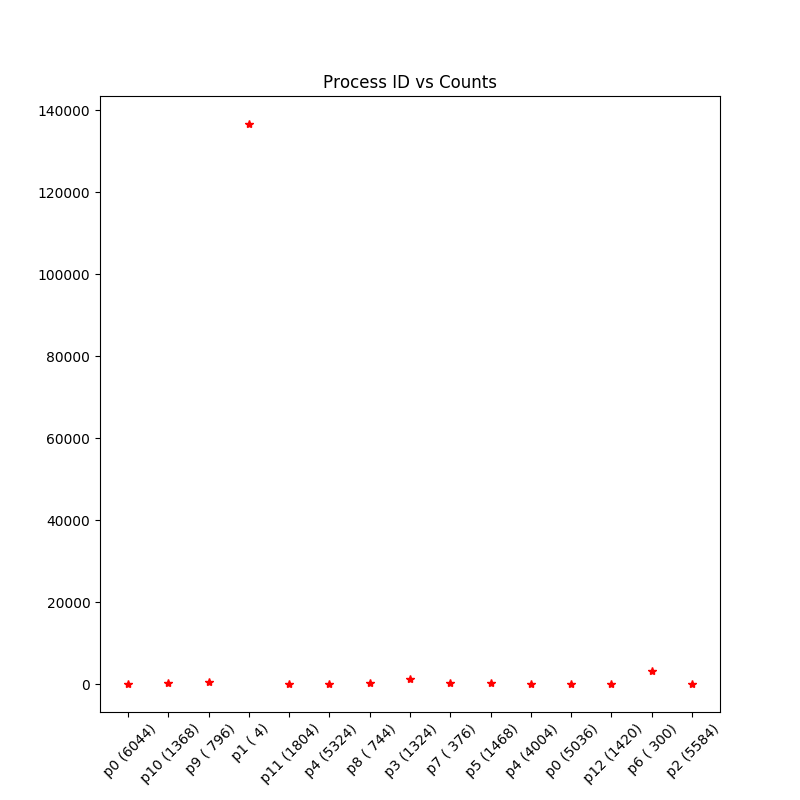 Process ID vs Counts
140000
120000
100000
80000
60000
40000
20000
0
p0 (6044)
p10 (1368)
p9 ( 796)
p1 ( 4)
p11 (1804)
p4 (5324)
p8 ( 744)
p3 (1324)
p7 ( 376)
p5 (1468)
p4 (4004)
p0 (5036)
p12 (1420)
p6 ( 300)
p2 (5584)